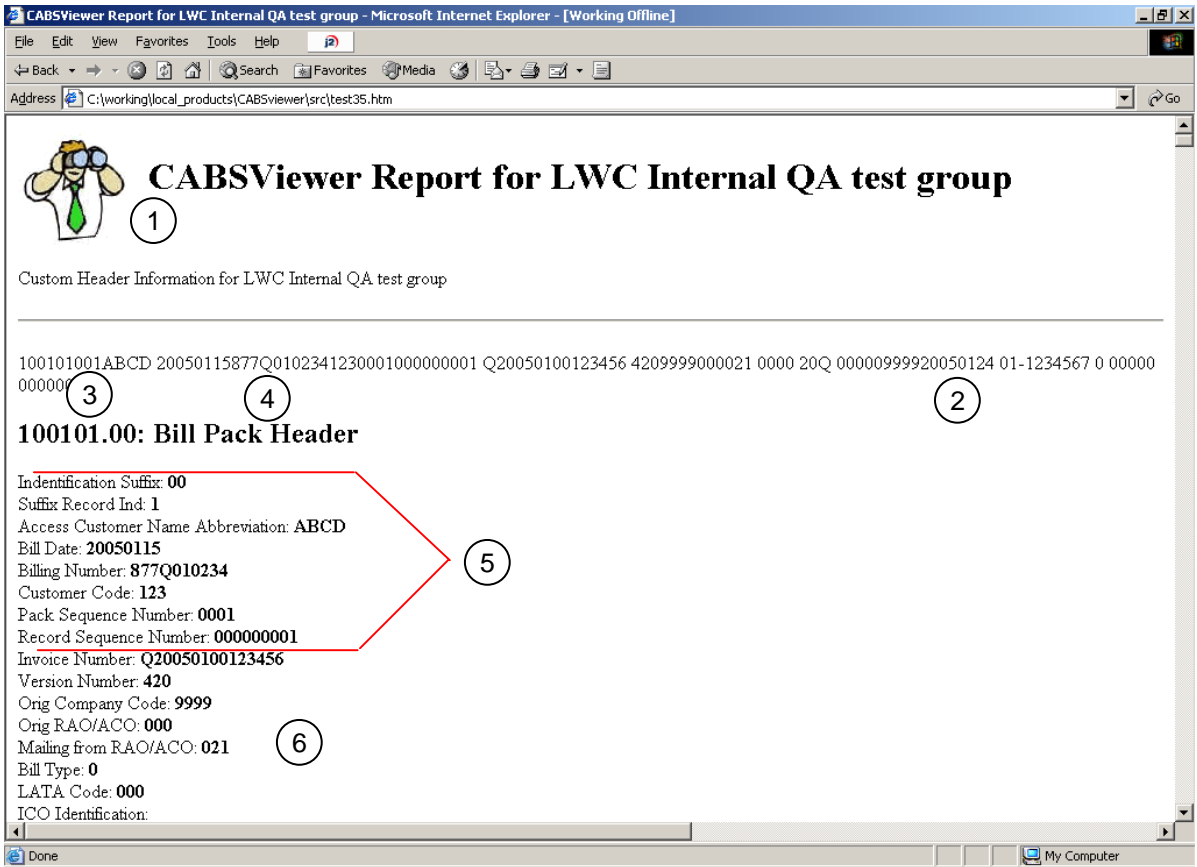 CABSViewer Report for LWC Internal QA test group - Microsoft Internet Explorer - [Working Offline]
File Edit View Favorites Tools Help j2)
Back Search Favorites Media
Address C:\working\local_products\CABSviewer\src\test35.htm Go
CABSViewer Report for LWC Internal QA test group
1
Custom Header Information for LWC Internal QA test group
100101001ABCD 20050115877Q01023412300010000000001 Q20050100123456 4209999000021 0000 20Q 00000999920050124 01-1234567 0 00000
000000
3 4 2
100101.00: Bill Pack Header
Indentification Suffix: 00
Suffix Record Ind: 1
Access Customer Name Abbreviation: ABCD
Bill Date: 20050115
Billing Number: 877Q010234
5
Customer Code: 123
Pack Sequence Number: 0001
Record Sequence Number: 000000001
Invoice Number: Q20050100123456
Version Number: 420
Orig Company Code: 9999
Orig RAO/ACO: 000
6
Mailing from RAO/ACO: 021
Bill Type: 0
LATA Code: 000
ICO Identification:
Done My Computer